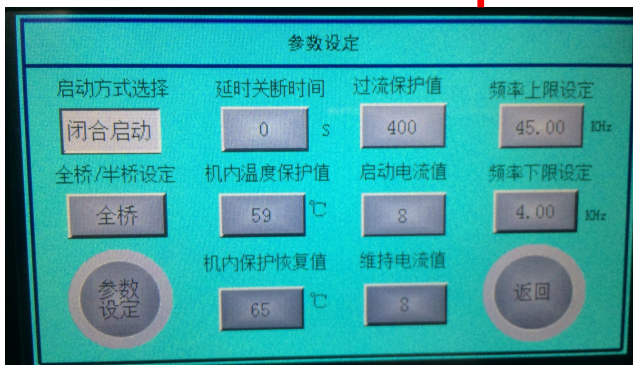 参数设定
启动方式选择 延时关断时间 过流保护值 频率上限设定
闭合启动 0 S 400 45.00 KHz
全桥/半桥设定 机内温度保护值 启动电流值 频率下限设定
全桥 59 ℃ 8 4.00 KHz
机内保护恢复值 维持电流值
参数
设定
65 ℃ 8 返回